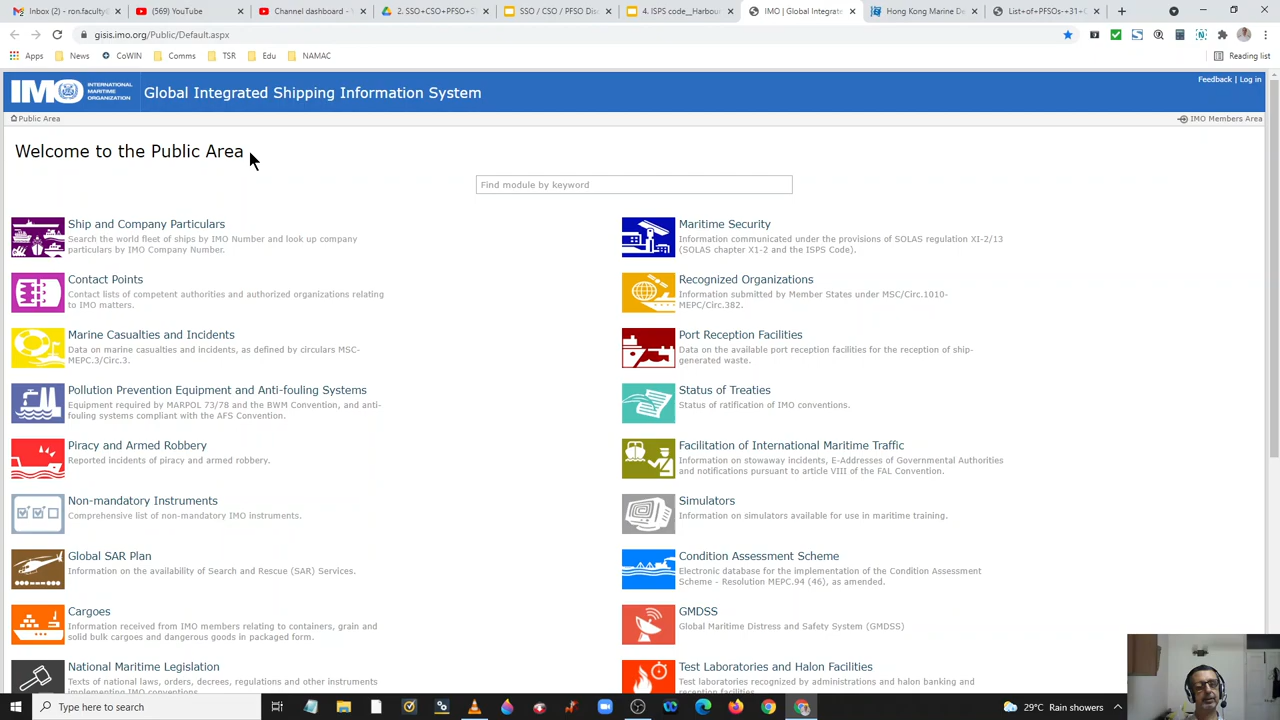 Inbox (2) - ron.faculty@
(569) YouTube
Channel dashboard - Y
2. SSO+CSO+PFSO+S
SSO / CSO / PFSO Disa
4. ISPS code__Harbour
IMO | Global Integrate
Hong Kong Marine De
List+of+PFSOs+-31+C
gisis.imo.org/Public/Default.aspx
Apps
News
CoWIN
Comms
TSR
Edu
NAMAC
Reading list
IMO
INTERNATIONAL
MARITIME
ORGANIZATION
Global Integrated Shipping Information System
Feedback | Log in
Public Area
IMO Members Area
Welcome to the Public Area
Find module by keyword
Ship and Company Particulars
Search the world fleet of ships by IMO Number and look up company
particulars by IMO Company Number.
Contact Points
Contact lists of competent authorities and authorized organizations relating
to IMO matters.
Marine Casualties and Incidents
Data on marine casualties and incidents, as defined by circulars MSC-
MEPC.3/Circ.3.
Pollution Prevention Equipment and Anti-fouling Systems
Equipment required by MARPOL 73/78 and the BWM Convention, and anti-
fouling systems compliant with the AFS Convention.
Piracy and Armed Robbery
Reported incidents of piracy and armed robbery.
Non-mandatory Instruments
Comprehensive list of non-mandatory IMO instruments.
Global SAR Plan
Information on the availability of Search and Rescue (SAR) Services.
Cargoes
Information received from IMO members relating to containers, grain and
solid bulk cargoes and dangerous goods in packaged form.
National Maritime Legislation
Texts of national laws, orders, decrees, regulations and other instruments
implementing IMO conventions.
Maritime Security
Information communicated under the provisions of SOLAS regulation XI-2/13
(SOLAS chapter X1-2 and the ISPS Code).
Recognized Organizations
Information submitted by Member States under MSC/Circ.1010-
MEPC/Circ.382.
Port Reception Facilities
Data on the available port reception facilities for the reception of ship-
generated waste.
Status of Treaties
Status of ratification of IMO conventions.
Facilitation of International Maritime Traffic
Information on stowaway incidents, E-Addresses of Governmental Authorities
and notifications pursuant to article VIII of the FAL Convention.
Simulators
Information on simulators available for use in maritime training.
Condition Assessment Scheme
Electronic database for the implementation of the Condition Assessment
Scheme - Resolution MEPC.94 (46), as amended.
GMDSS
Global Maritime Distress and Safety System (GMDSS)
Test Laboratories and Halon Facilities
Test laboratories recognized by administrations and halon banking and
reception facilities.
Type here to search
29°C Rain showers